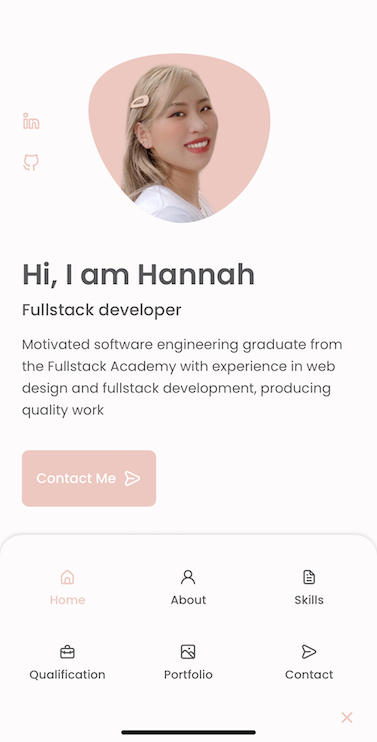 Hi, I am Hannah
Fullstack developer
Motivated software engineering graduate from
the Fullstack Academy with experience in web
design and fullstack development, producing
quality work
Contact Me
Home About Skills
Qualification Portfolio Contact